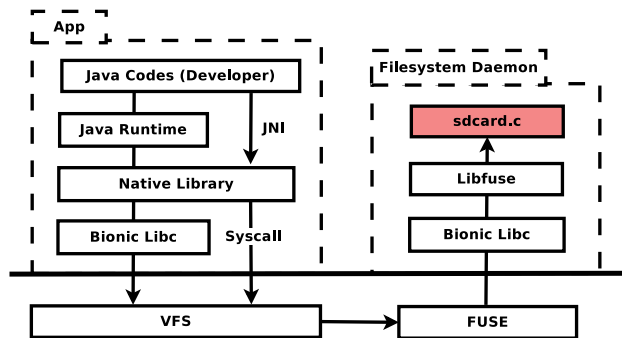 App
Java Codes (Developer)
Java Runtime
JNI
Native Library
Bionic Libc
Syscall
Filesystem Daemon
sdcard.c
Libfuse
Bionic Libc
VFS
FUSE